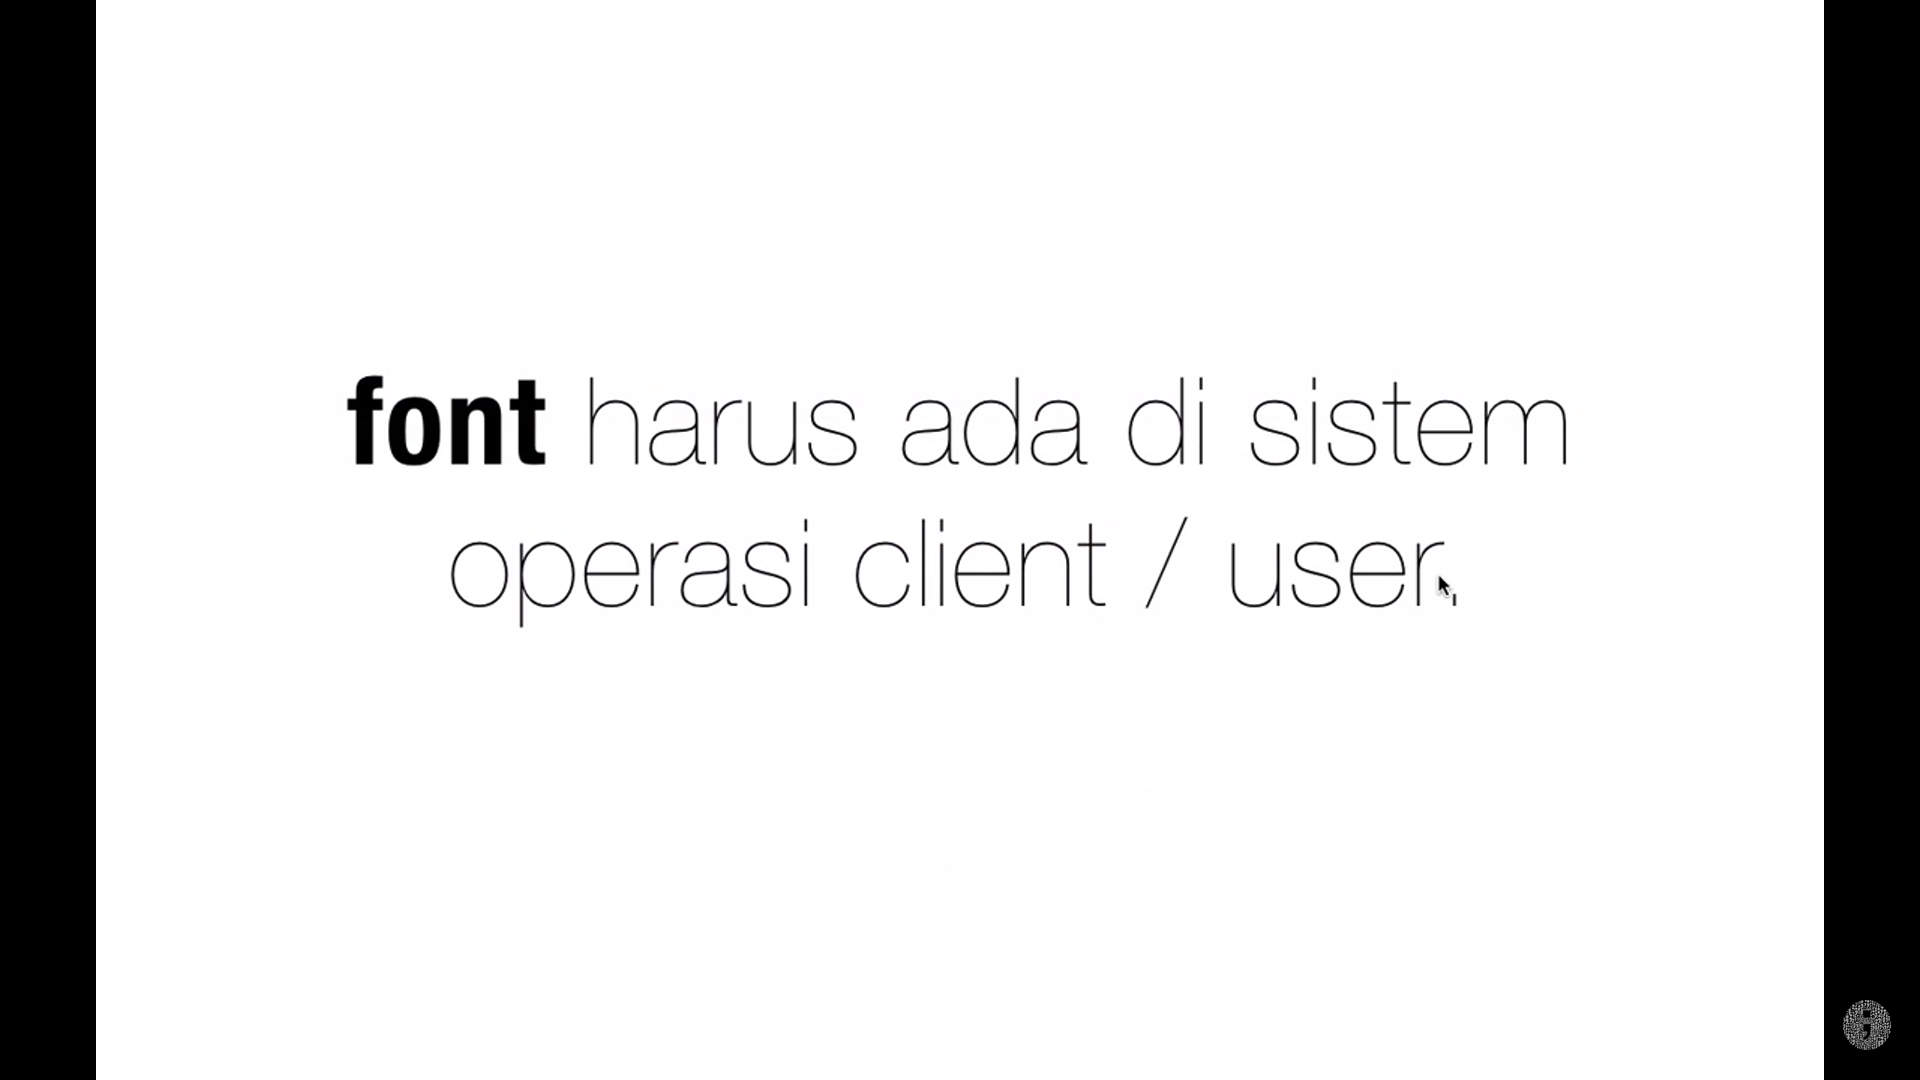 font harus ada di sistem
operasi client / user.